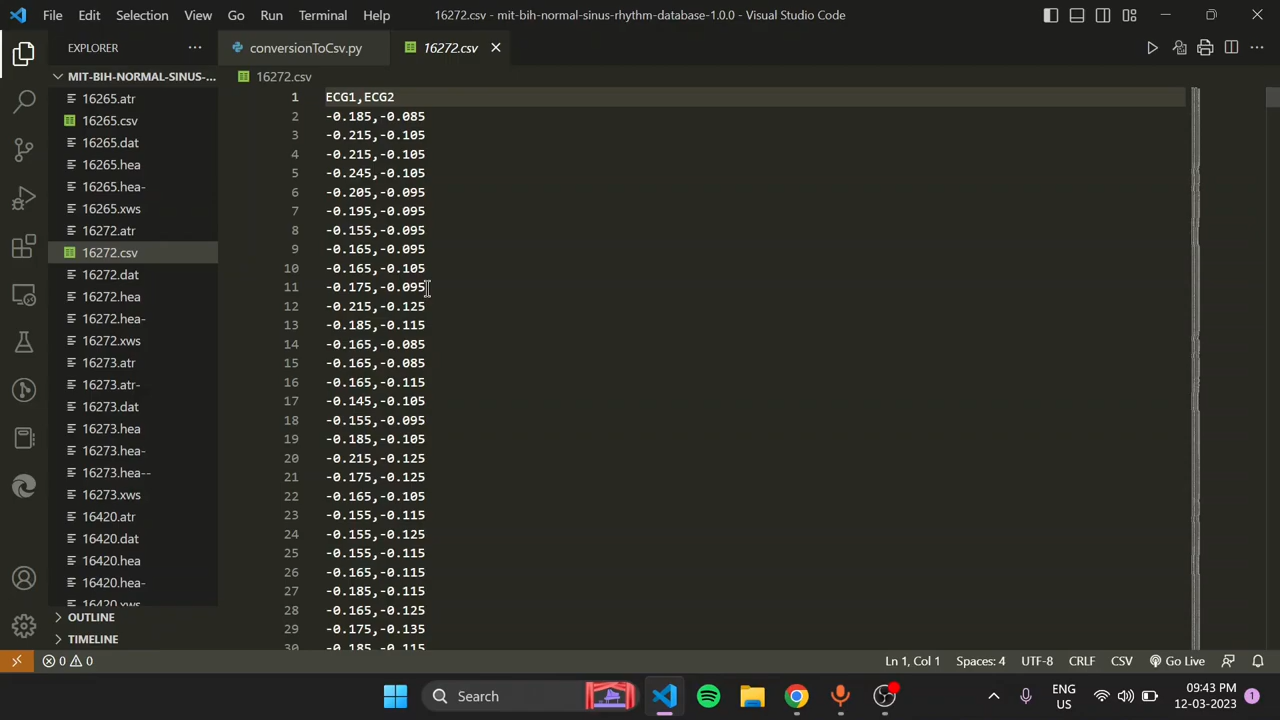 File Edit Selection View Go Run Terminal Help 16272.csv - mit-bih-normal-sinus-rhythm-database-1.0.0 - Visual Studio Code
EXPLORER
conversionToCsv.py 16272.csv
MIT-BIH-NORMAL-SINUS-...
16272.csv
16265.atr
16265.csv
16265.dat
16265.hea
16265.hea-
16265.xws
16272.atr
16272.csv
16272.dat
16272.hea
16272.hea-
16272.xws
16273.atr
16273.atr-
16273.dat
16273.hea
16273.hea-
16273.hea--
16273.xws
16420.atr
16420.dat
16420.hea
16420.hea-
16420.xws
OUTLINE
TIMELINE
1 ECG1,ECG2
2 -0.185,-0.085
3 -0.215,-0.105
4 -0.215,-0.105
5 -0.245,-0.105
6 -0.205,-0.095
7 -0.195,-0.095
8 -0.155,-0.095
9 -0.165,-0.095
10 -0.165,-0.105
11 -0.175,-0.095
12 -0.215,-0.125
13 -0.185,-0.115
14 -0.165,-0.085
15 -0.165,-0.085
16 -0.165,-0.115
17 -0.145,-0.105
18 -0.155,-0.095
19 -0.185,-0.105
20 -0.215,-0.125
21 -0.175,-0.125
22 -0.165,-0.105
23 -0.155,-0.115
24 -0.155,-0.125
25 -0.155,-0.115
26 -0.165,-0.115
27 -0.185,-0.115
28 -0.165,-0.125
29 -0.175,-0.135
30 -0.185,-0.115
0 0 Ln 1, Col 1 Spaces: 4 UTF-8 CRLF CSV Go Live
Search
ENG
US
09:43 PM
12-03-2023
1